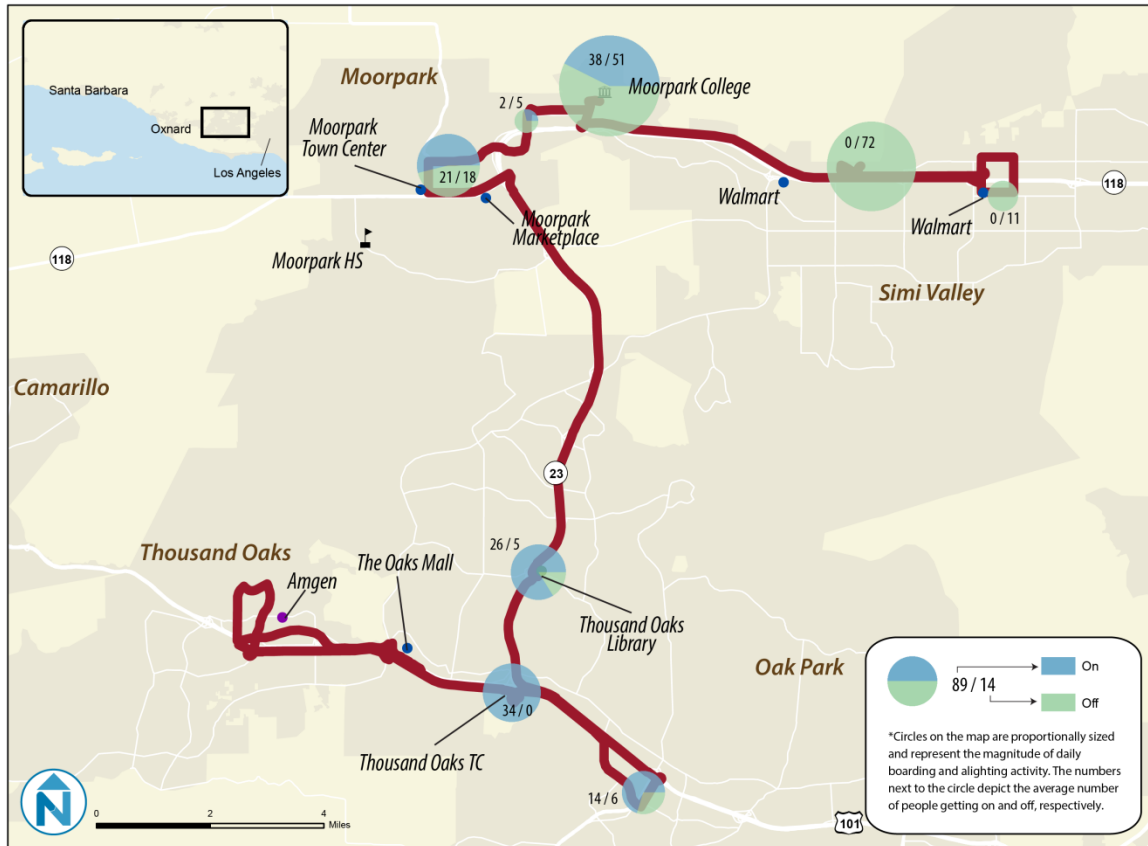 Santa Barbara
Oxnard
Los Angeles
Moorpark
38 / 51
Moorpark College
2 / 5
Moorpark
Town Center
21 / 18
0 / 72
Walmart
118
Walmart
0 / 11
Moorpark
Marketplace
Moorpark HS
118
Simi Valley
Camarillo
23
26 / 5
Thousand Oaks
The Oaks Mall
Amgen
Thousand Oaks
Library
Oak Park
34 / 0
Thousand Oaks TC
14 / 6
N
0 2 4
Miles
101
89 / 14
On
Off
*Circles on the map are proportionally sized
and represent the magnitude of daily
boarding and alighting activity. The numbers
next to the circle depict the average number
of people getting on and off, respectively.